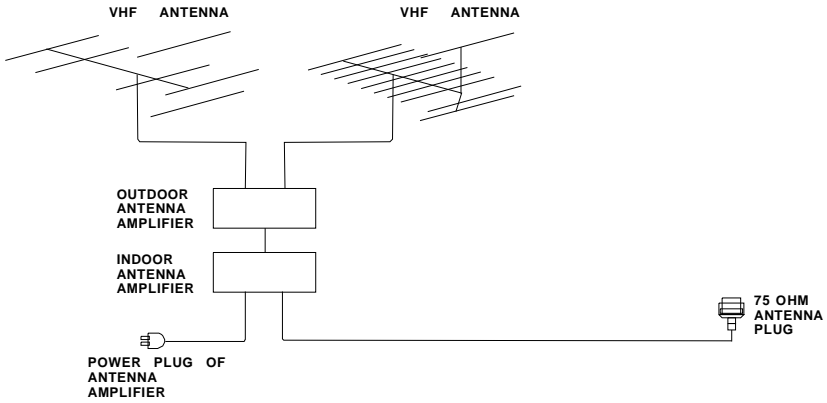 VHF ANTENNA
VHF ANTENNA
OUTDOOR
ANTENNA
AMPLIFIER
INDOOR
ANTENNA
AMPLIFIER
75 OHM
ANTENNA
PLUG
POWER PLUG OF
ANTENNA
AMPLIFIER